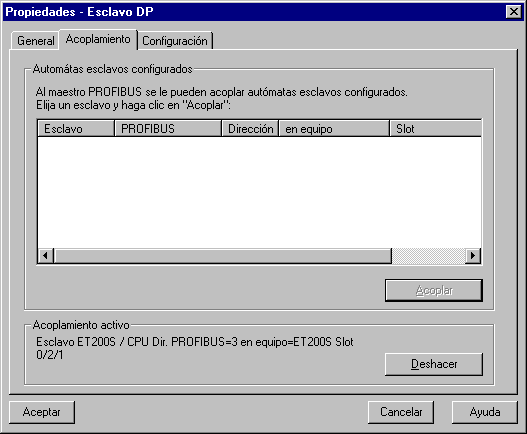 Propiedades - Esclavo DP
General Acoplamiento Configuración
Automátas esclavos configurados
Al maestro PROFIBUS se le pueden acoplar autómatas esclavos configurados.
Elija un esclavo y haga clic en "Acoplar":
Esclavo PROFIBUS Dirección en equipo Slot
Acoplar
Acoplamiento activo
Esclavo ET200S / CPU Dir. PROFIBUS=3 en equipo=ET200S Slot
0/2/1
Deshacer
Aceptar Cancelar Ayuda